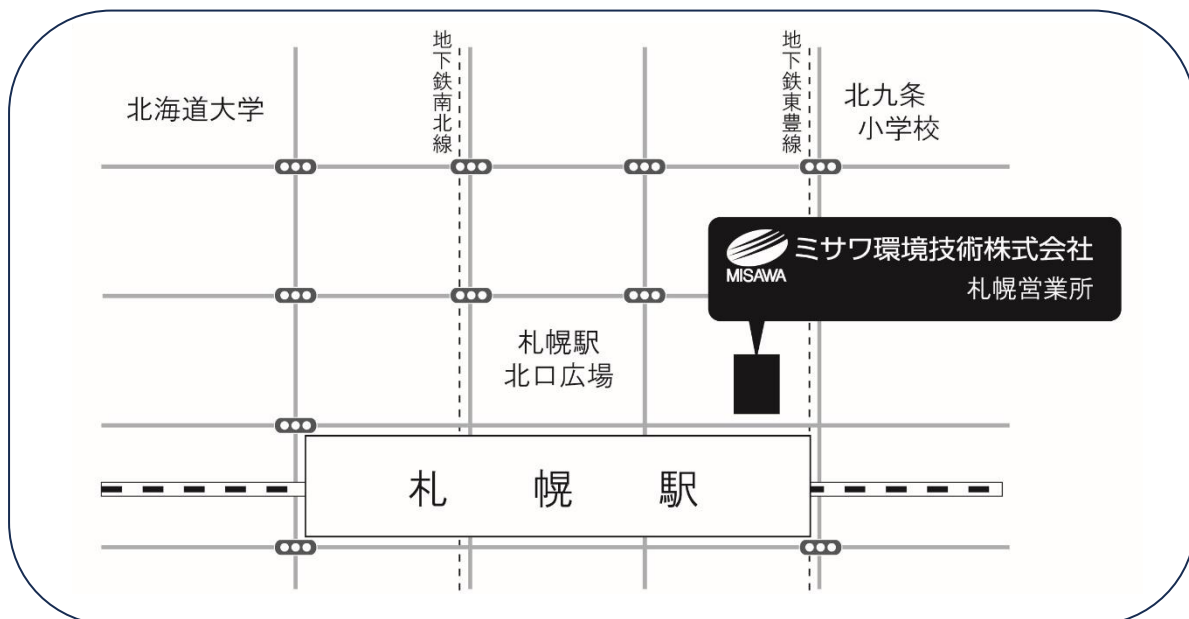 地下鉄南北線
地下鉄東豊線
北海道大学
北九条
小学校
ミサワ環境技術株式会社
MISAWA
札幌営業所
札幌駅
北口広場
札幌駅